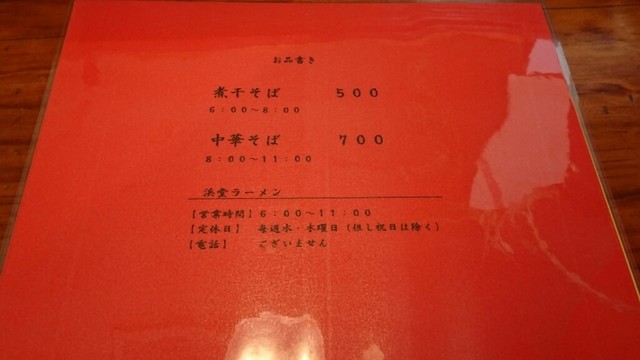 お品書き
煮干そば ５００
６：００～８：００
中華そば ７００
８：００～１１：００
浜堂ラーメン
【営業時間】６：００～１１：００
【定休日】 毎週水・木曜日（但し祝日は除く）
【電話】 ございません